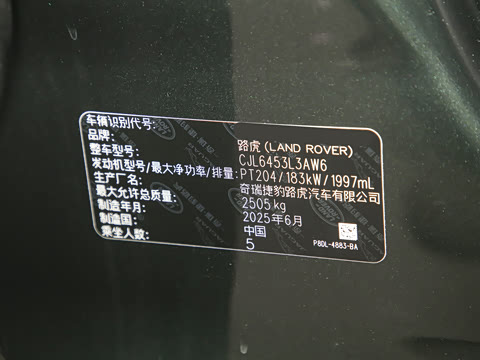 车辆识别代号:
品牌: 路虎 (LAND ROVER)
整车型号: CJL6453L3AW6
发动机型号/最大净功率/排量: PT204/183kW/1997mL
生产厂名: 奇瑞捷豹路虎汽车有限公司
最大允许总质量: 2505kg
制造年月: 2025年6月
制造国: 中国
乘坐人数: 5
P8DL-4883-BA